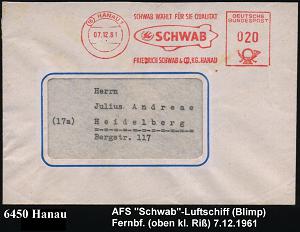 (16) HANAU 1
07.12.61
SCHWAB WÄHLT FÜR SIE QUALITÄT
SCHWAB
FRIEDRICH SCHWAB & CO, K.G. HANAU
DEUTSCHE
BUNDESPOST
020
Herrn
Julius Andreae
(17a) Heidelberg
Bergstr. 117
6450 Hanau
AFS "Schwab"-Luftschiff (Blimp)
Fernbf. (oben kl. Riß) 7.12.1961